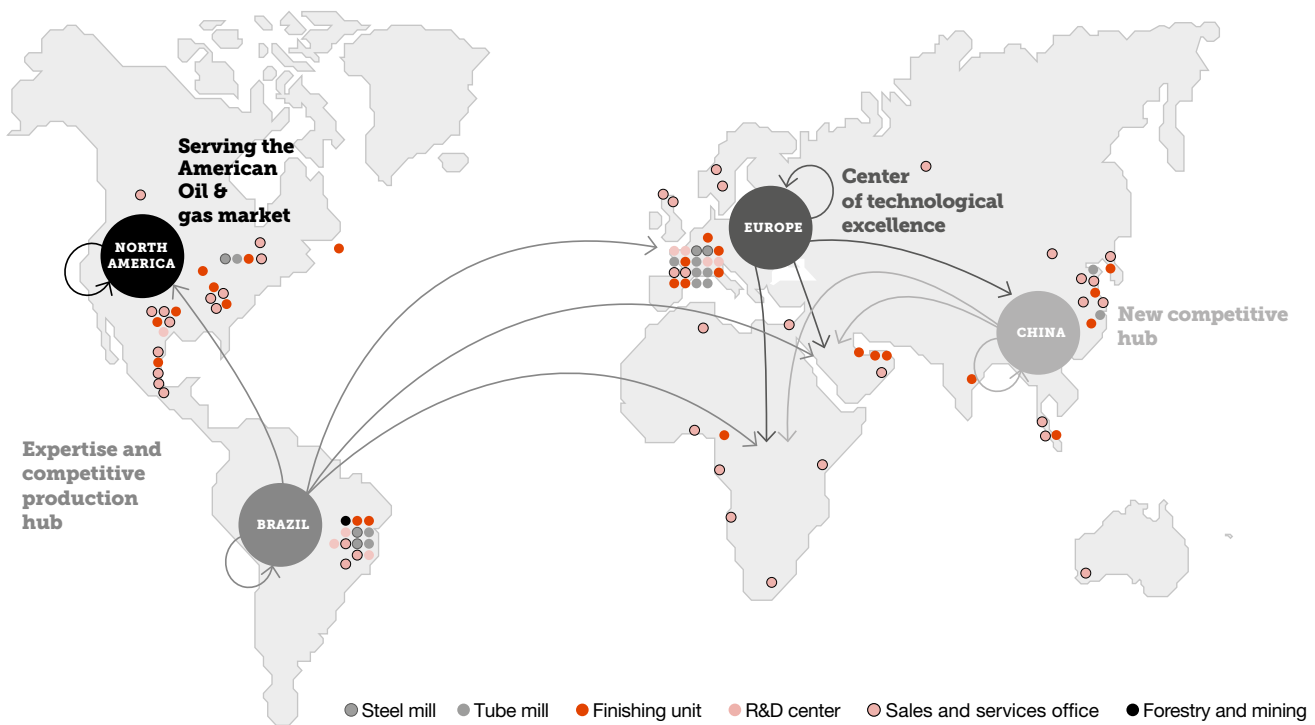 Serving the
American
Oil &
gas market
NORTH
AMERICA
EUROPE
Center
of technological
excellence
CHINA
New competitive
hub
Expertise and
competitive
production
hub
BRAZIL
Steel mill
Tube mill
Finishing unit
R&D center
Sales and services office
Forestry and mining